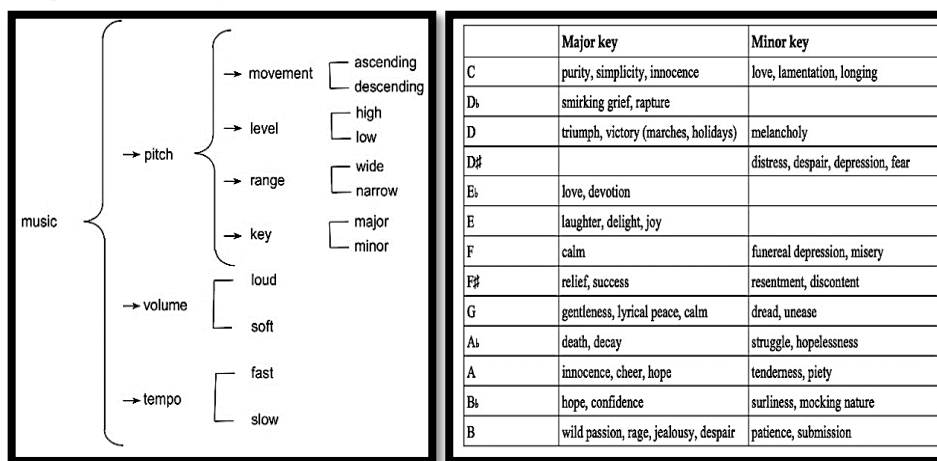 music
pitch
movement
ascending
descending
level
high
low
range
wide
narrow
key
major
minor
volume
loud
soft
tempo
fast
slow
Major key Minor key
C purity, simplicity, innocence love, lamentation, longing
D♭ smirking grief, rapture
D triumph, victory (marches, holidays) melancholy
D♯ distress, despair, depression, fear
E♭ love, devotion
E laughter, delight, joy
F calm funereal depression, misery
F♯ relief, success resentment, discontent
G gentleness, lyrical peace, calm dread, unease
A♭ death, decay struggle, hopelessness
A innocence, cheer, hope tenderness, piety
B♭ hope, confidence surliness, mocking nature
B wild passion, rage, jealousy, despair patience, submission